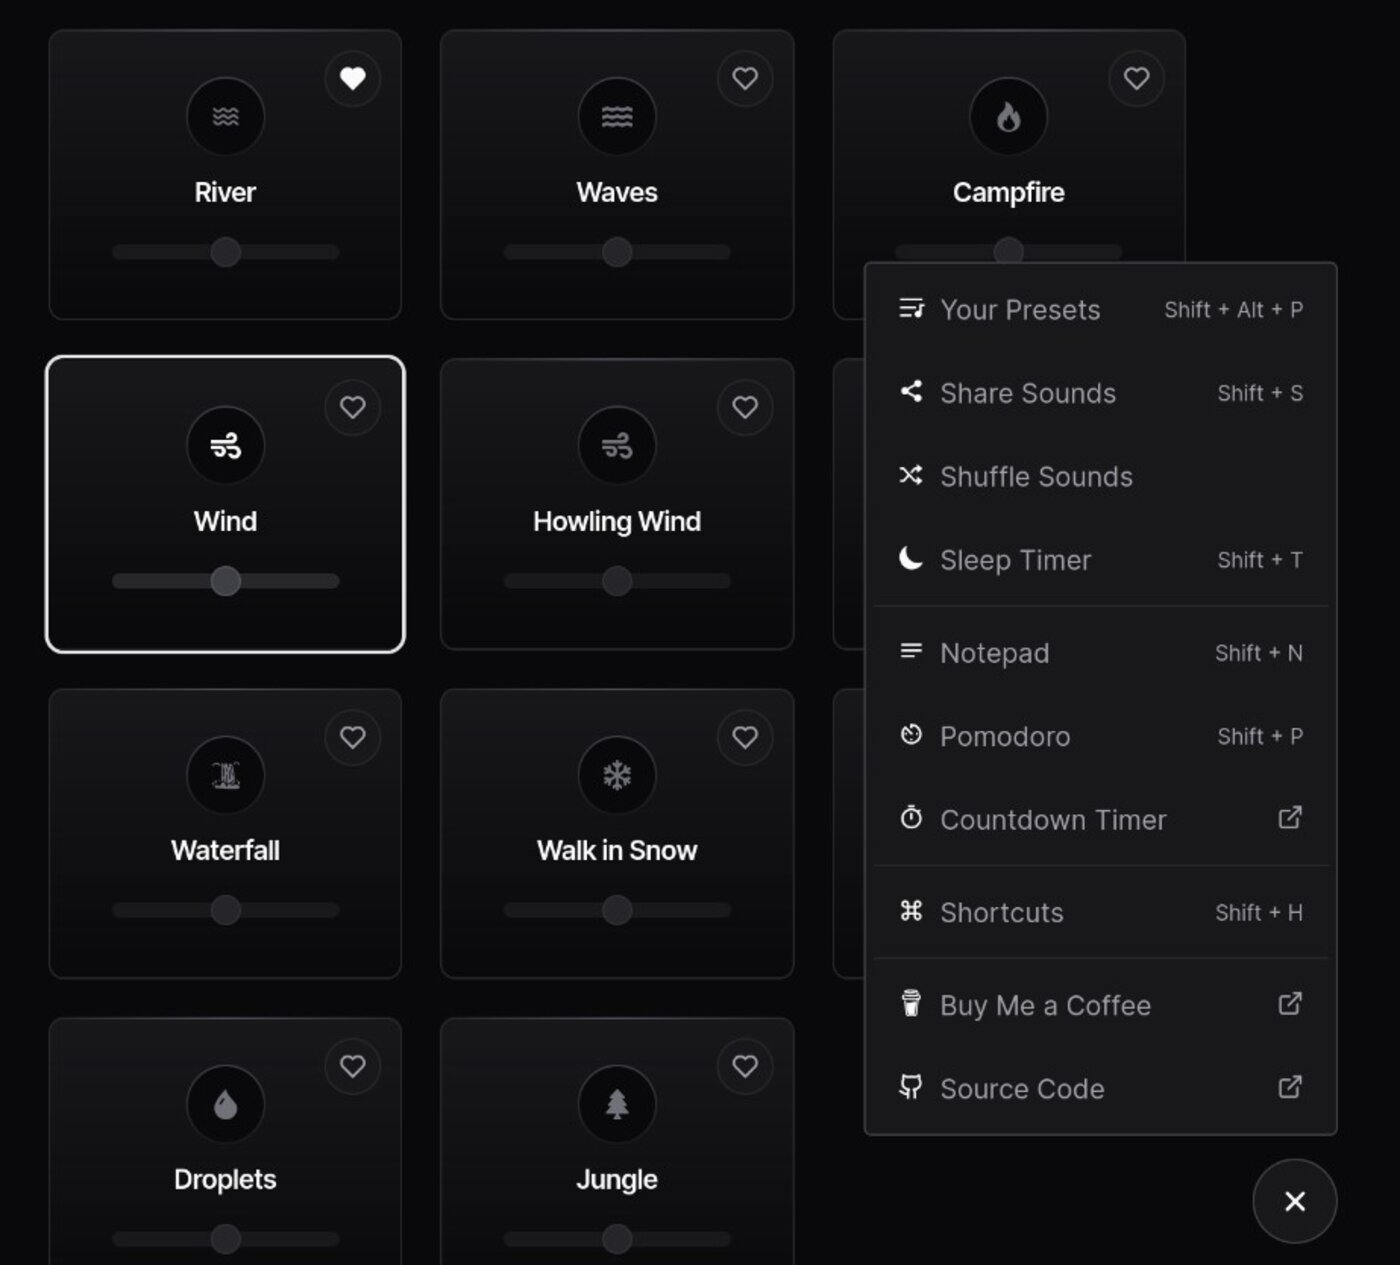 River
Waves
Campfire
Wind
Howling Wind
Waterfall
Walk in Snow
Droplets
Jungle
Your Presets Shift + Alt + P
Share Sounds Shift + S
Shuffle Sounds
Sleep Timer Shift + T
Notepad Shift + N
Pomodoro Shift + P
Countdown Timer
Shortcuts Shift + H
Buy Me a Coffee
Source Code